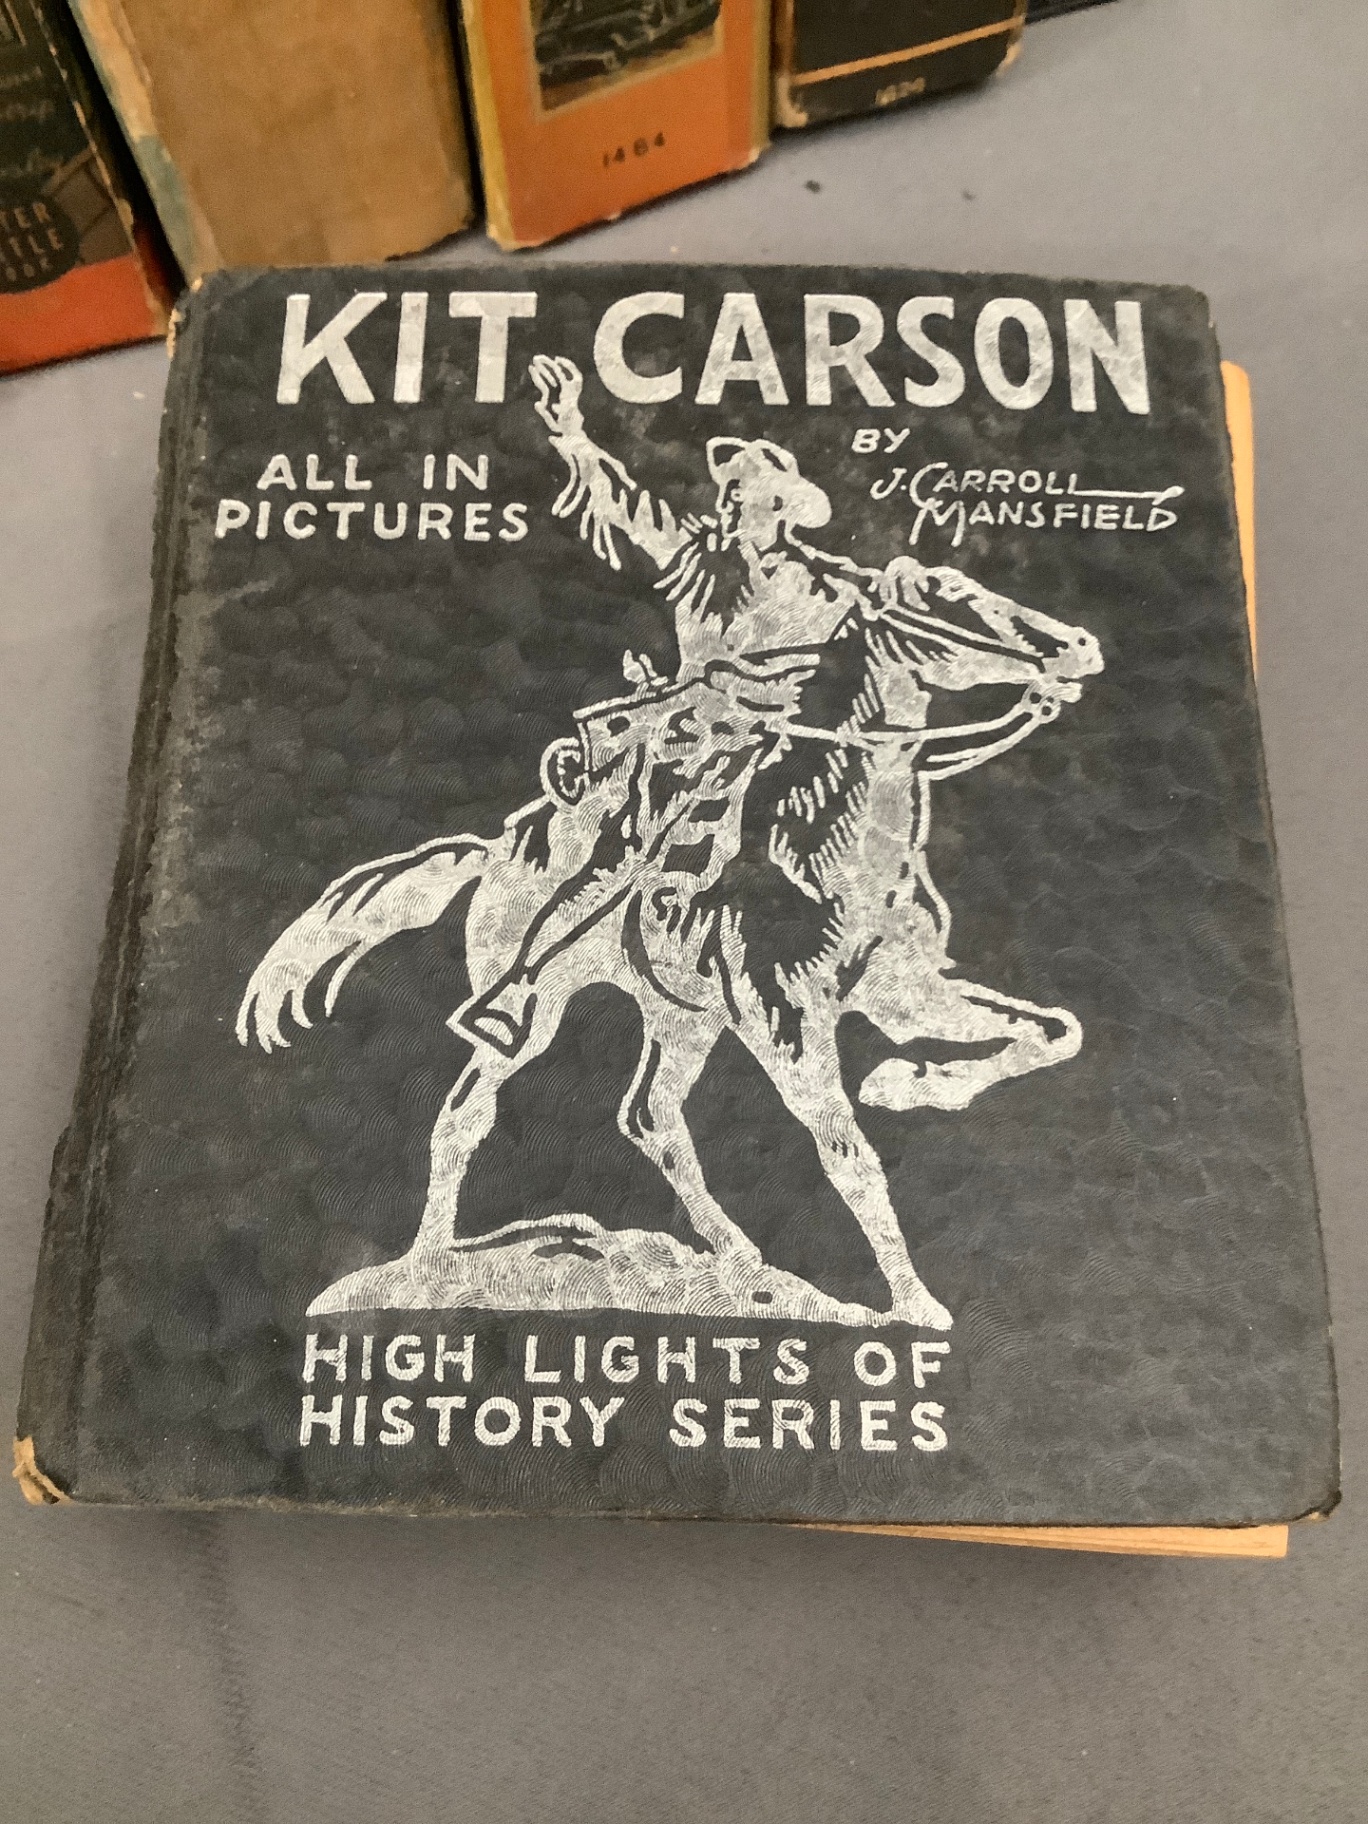 1464
KIT CARSON
ALL IN
PICTURES
BY
J. CARROLL
MANSFIELD
HIGH LIGHTS OF
HISTORY SERIES